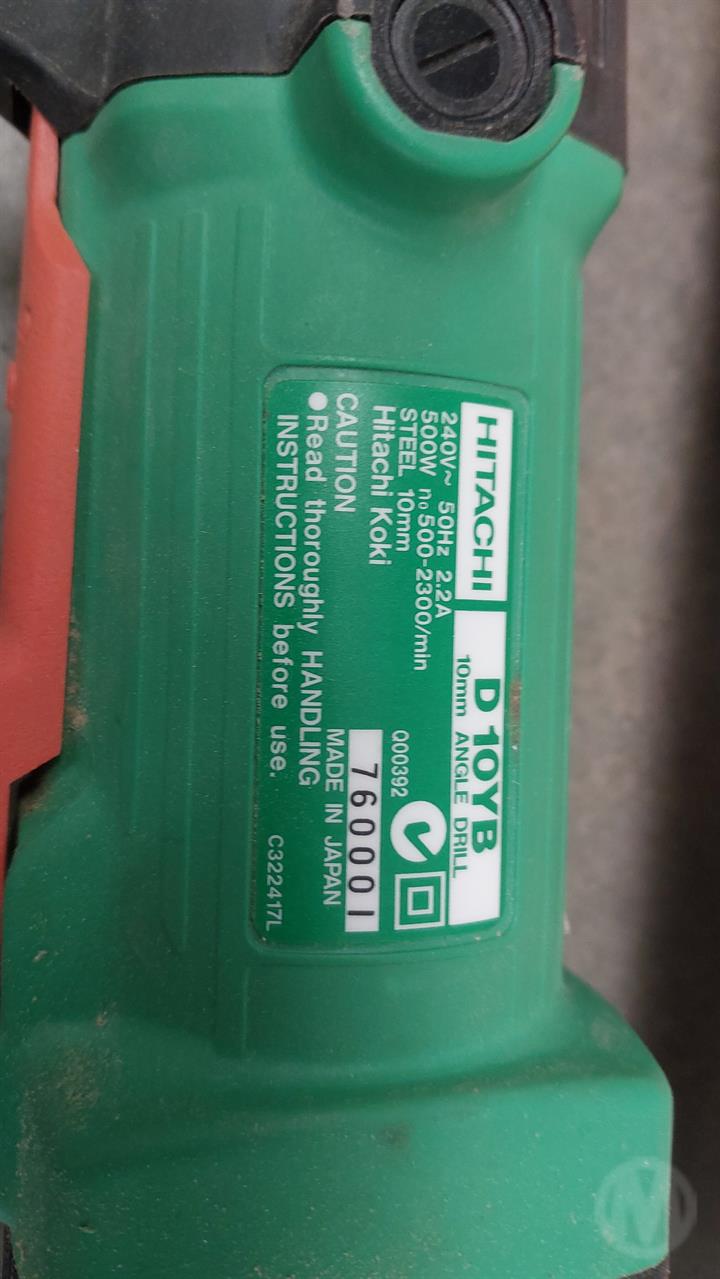 HITACHI D 10YB
10mm ANGLE DRILL
240V~ 50Hz 2.2A
500W n0 500-2300/min
STEEL 10mm
Hitachi Koki
Q00392
760001
CAUTION
MADE IN JAPAN
●Read thoroughly HANDLING
INSTRUCTIONS before use.
C322417L
M